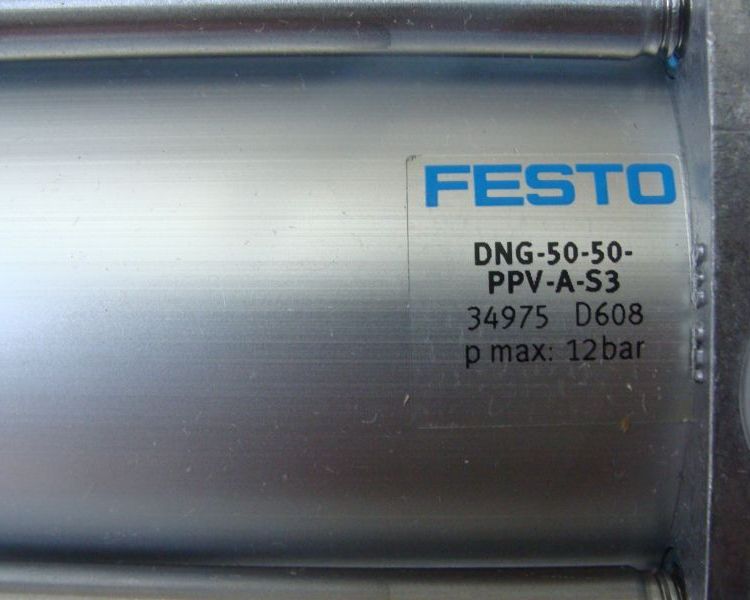 FESTO
DNG-50-50-
PPV-A-S3
34975 D608
p max: 12bar